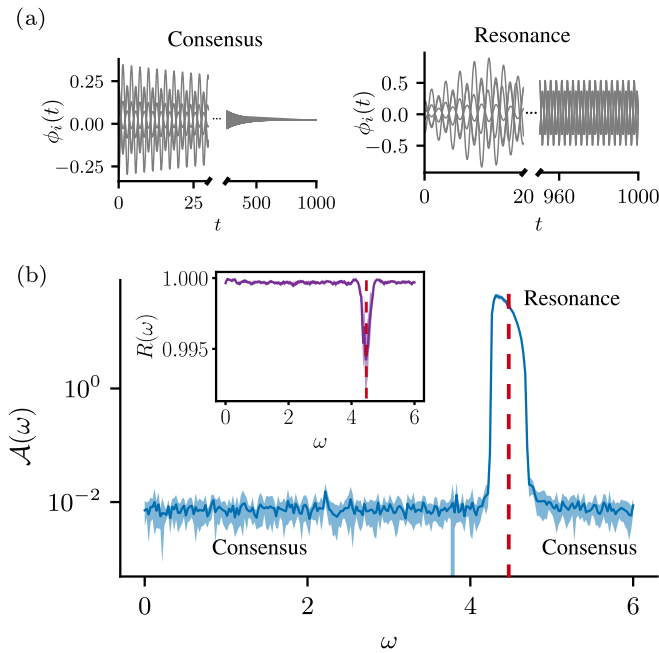 (a)
Consensus
Resonance
ϕᵢ(t)
0.25
0.00
−0.25
0
25
...
500
1000
t
ϕᵢ(t)
0.5
0.0
−0.5
0
20
...
960
1000
t
(b)
R(ω)
1.000
0.995
0
2
4
6
ω
Resonance
𝒜(ω)
10⁰
10⁻²
Consensus
Consensus
0
2
4
6
ω